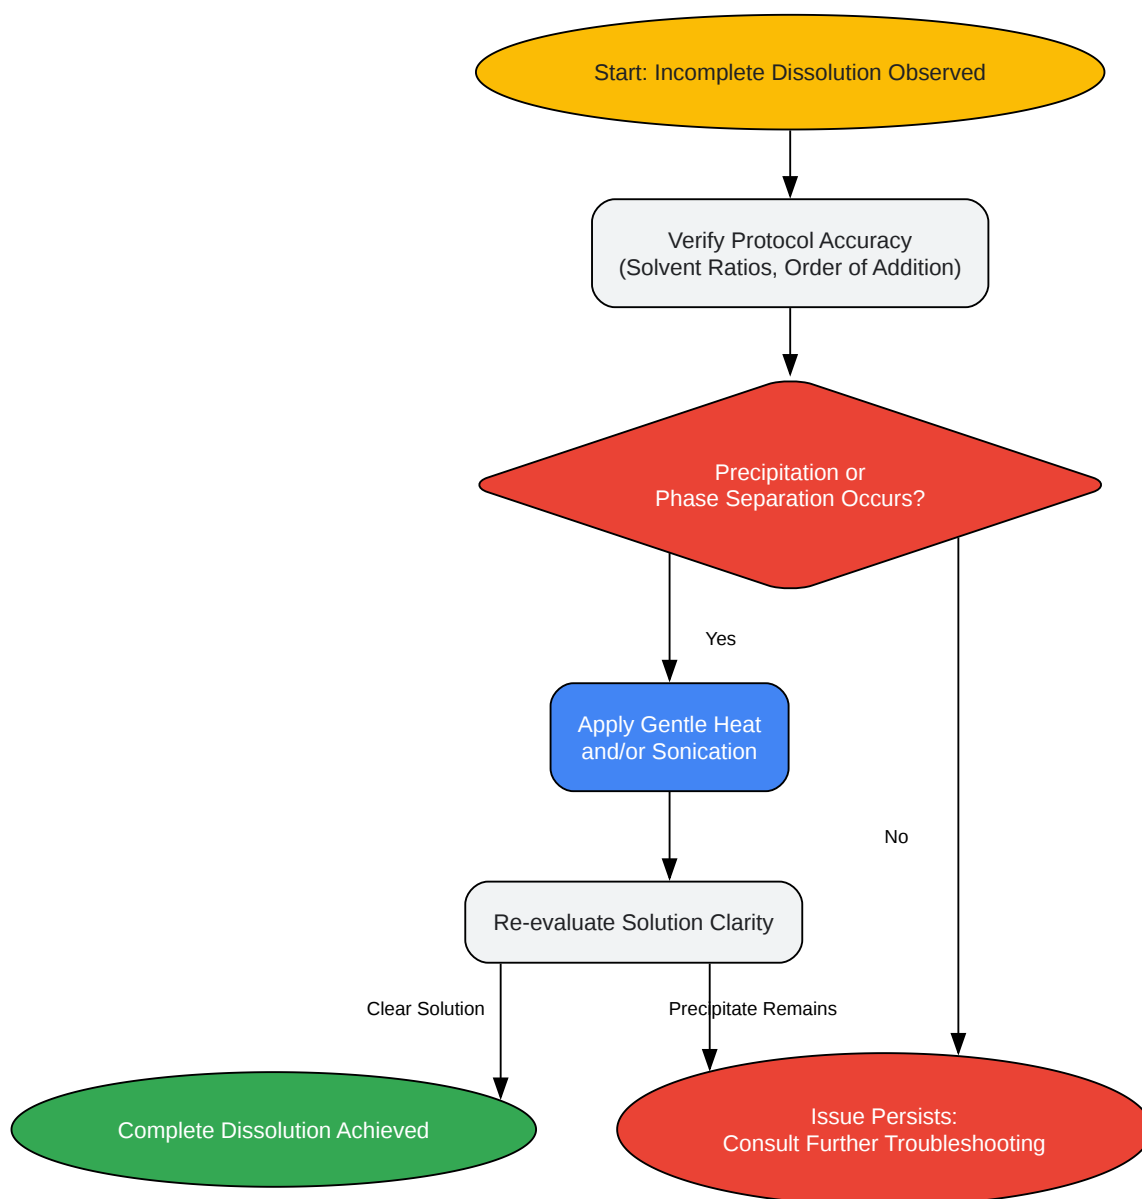 Start: Incomplete Dissolution Observed
Verify Protocol Accuracy
(Solvent Ratios, Order of Addition)
Precipitation or
Phase Separation Occurs?
Yes
Apply Gentle Heat
and/or Sonication
No
Re-evaluate Solution Clarity
Clear Solution
Precipitate Remains
Complete Dissolution Achieved
Issue Persists:
Consult Further Troubleshooting